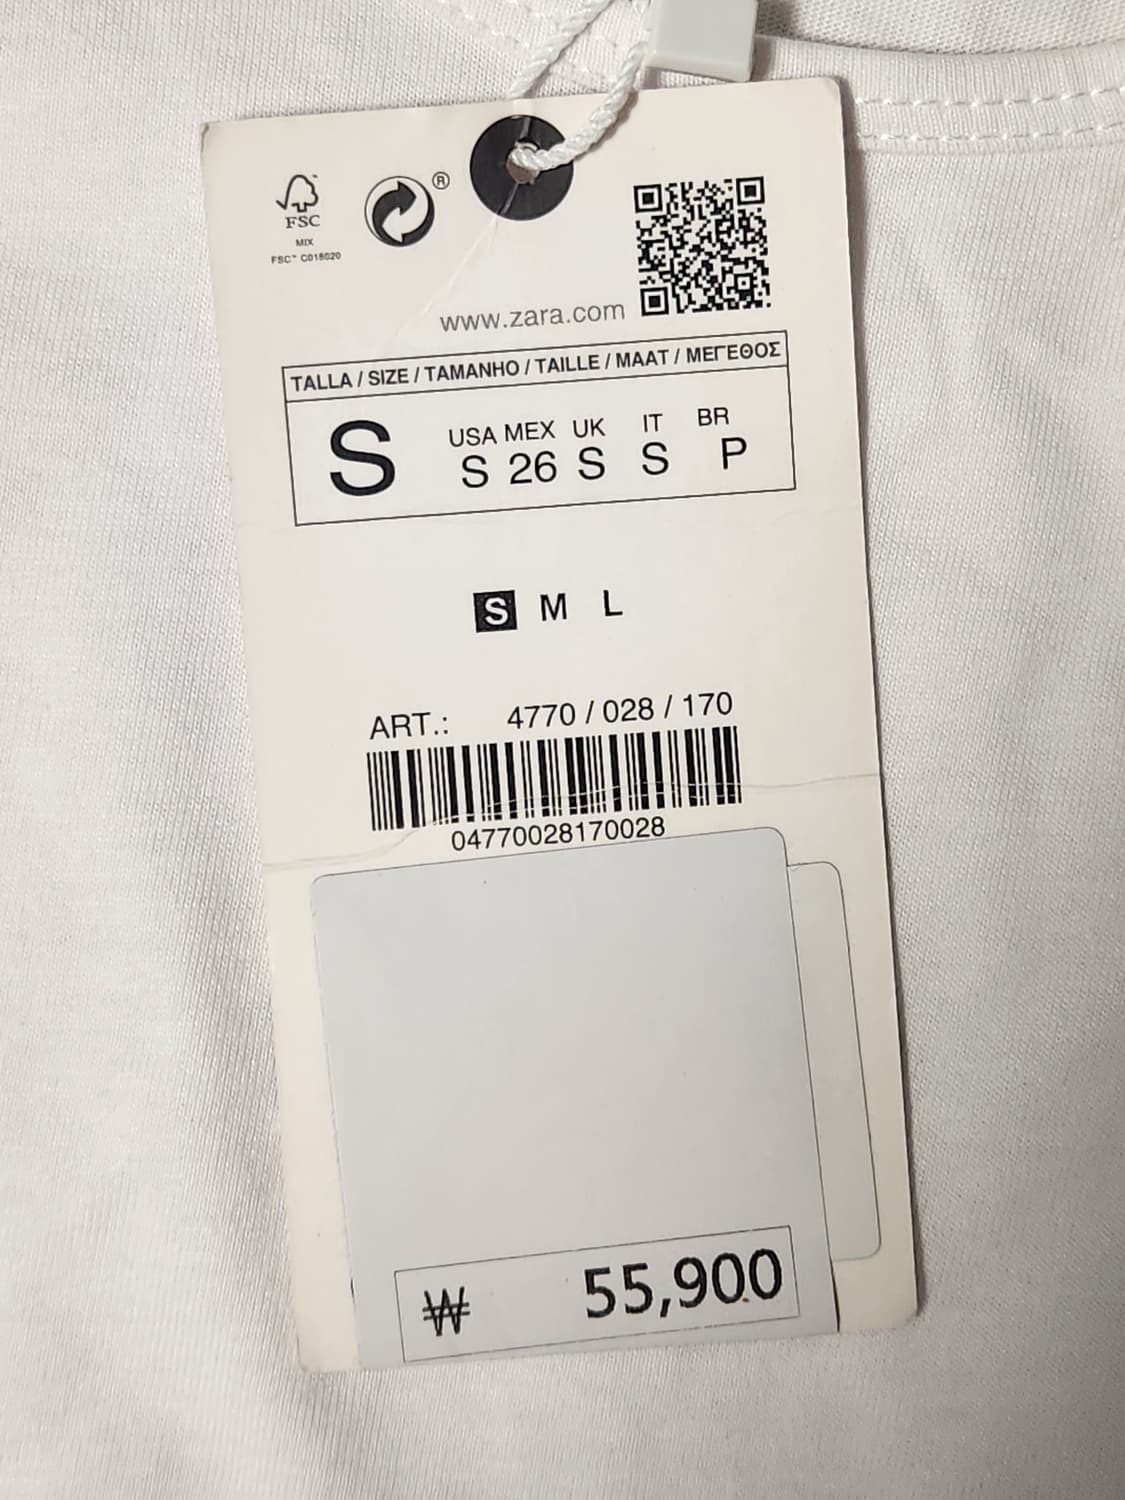 FSC
MIX
FSC™ C018020
®
www.zara.com
TALLA / SIZE / TAMANHO / TAILLE / MAAT / ΜΕΓΕΘΟΣ
S
USA MEX UK IT BR
S 26 S S P
S M L
ART.: 4770 / 028 / 170
04770028170028
₩ 55,900